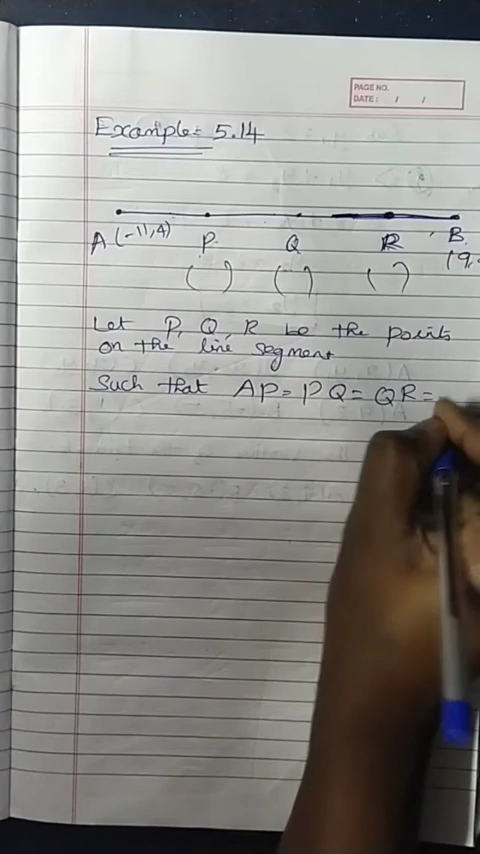 PAGE NO.
DATE : / /
Example: 5.14
A (-11,4) P Q R B
( ) ( ) ( ) (9,
Let P, Q, R be the points
on the line segment
Such that AP = PQ = QR =